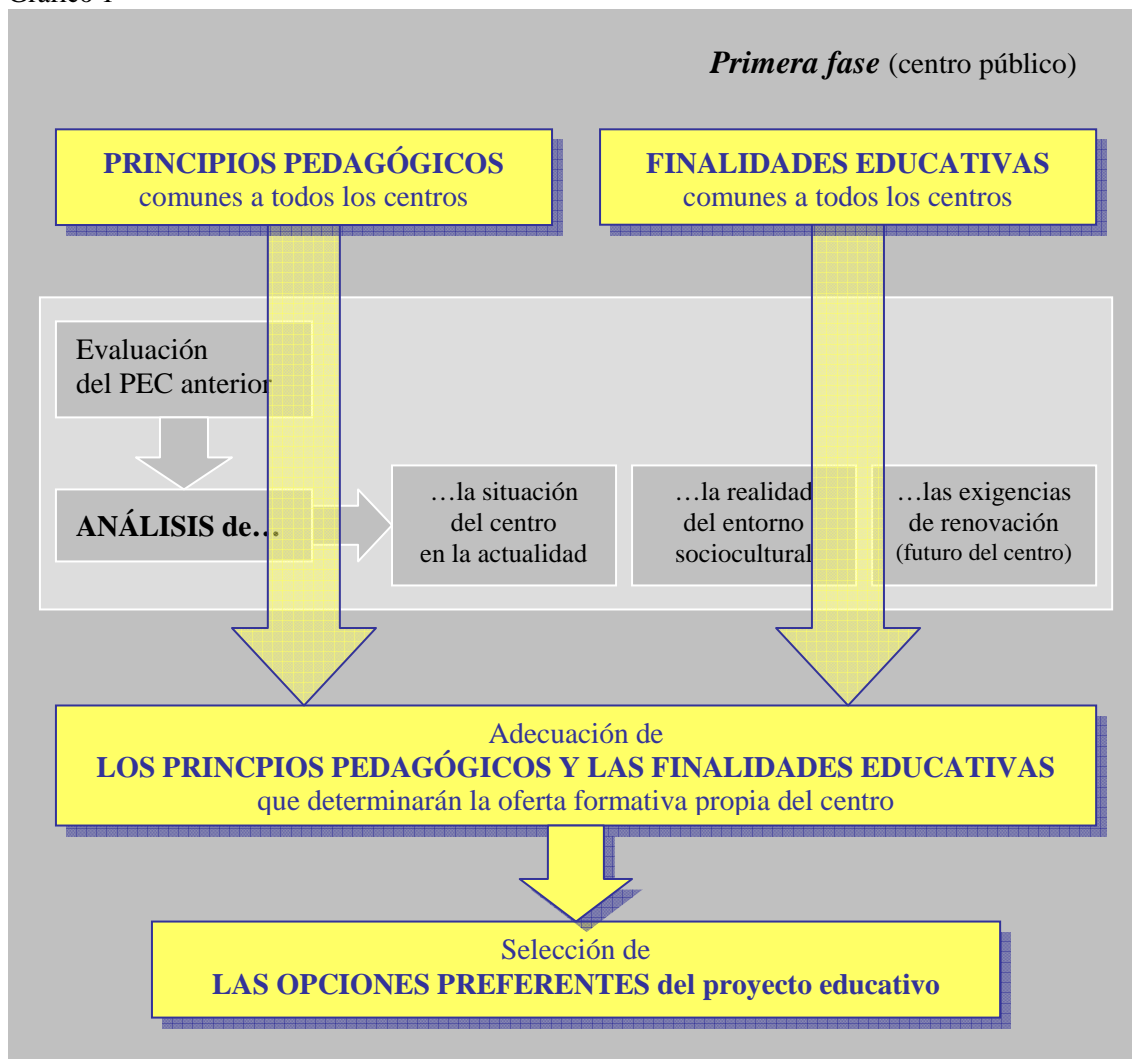 Primera fase (centro público)
PRINCIPIOS PEDAGÓGICOS
comunes a todos los centros
FINALIDADES EDUCATIVAS
comunes a todos los centros
Evaluación
del PEC anterior
ANÁLISIS de…
…la situación
del centro
en la actualidad
…la realidad
del entorno
sociocultural
…las exigencias
de renovación
(futuro del centro)
Adecuación de
LOS PRINCPIOS PEDAGÓGICOS Y LAS FINALIDADES EDUCATIVAS
que determinarán la oferta formativa propia del centro
Selección de
LAS OPCIONES PREFERENTES del proyecto educativo